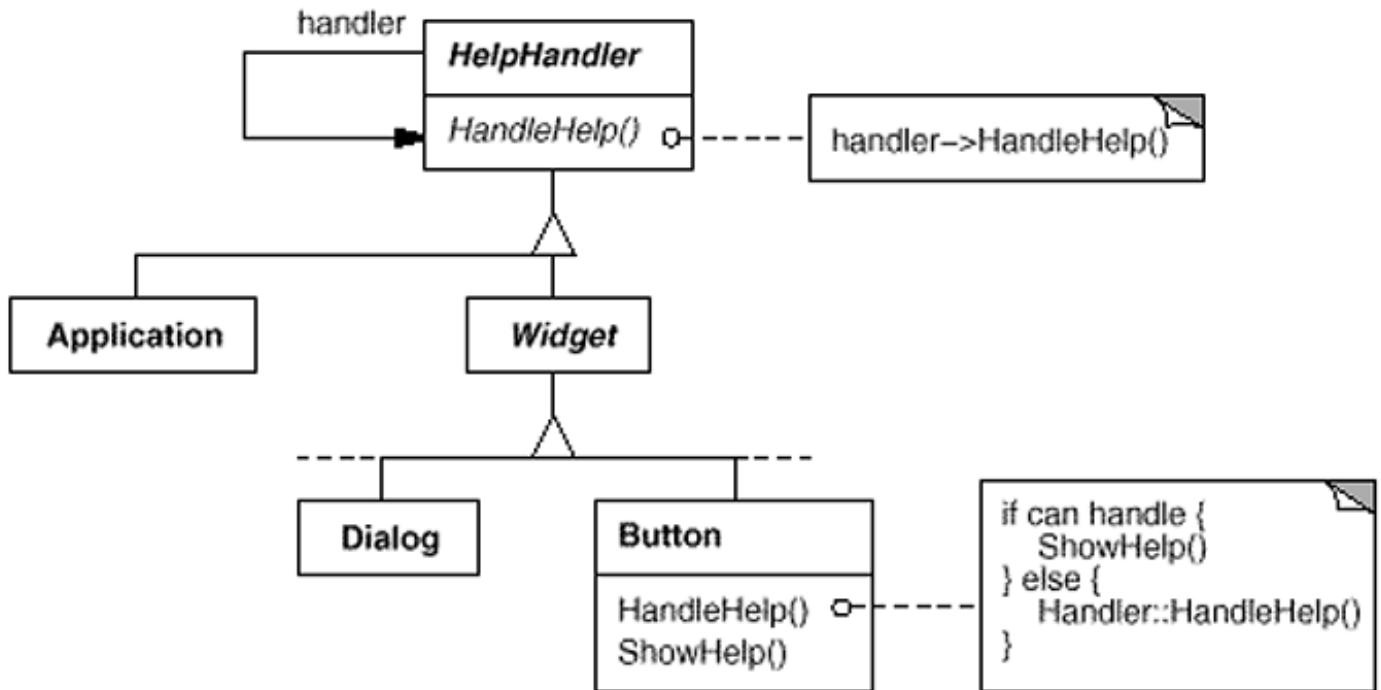 handler
HelpHandler
HandleHelp()
handler->HandleHelp()
Application
Widget
Dialog
Button
HandleHelp()
ShowHelp()
if can handle {
ShowHelp()
} else {
Handler::HandleHelp()
}